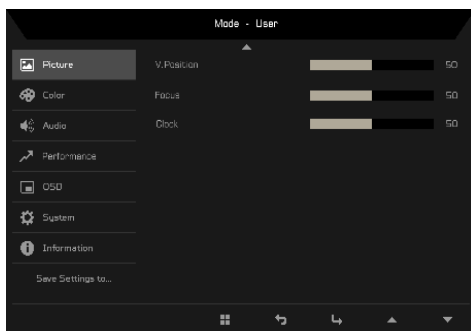 Mode - User
Picture
V.Position 50
Color
Focus 50
Audio
Clock 50
Performance
OSD
System
Information
Save Settings to...